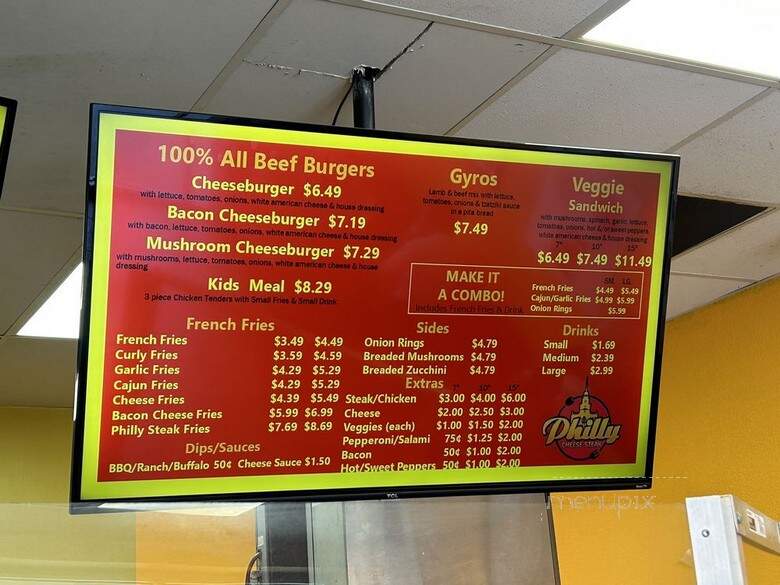 100% All Beef Burgers
Cheeseburger $6.49
with lettuce, tomatoes, onions, white american cheese & house dressing
Bacon Cheeseburger $7.19
with bacon, lettuce, tomatoes, onions, white american cheese & house dressing
Mushroom Cheeseburger $7.29
with mushrooms, lettuce, tomatoes, onions, white american cheese & house
dressing
Kids Meal $8.29
3 piece Chicken Tenders with Small Fries & Small Drink
Gyros
Lamb & beef mix with lettuce,
tomatoes, onions & tzatziki sauce
in a pita bread
$7.49
Veggie
Sandwich
with mushrooms, spinach, garlic, lettuce,
tomatoes, onions, hot &/or sweet peppers
white american cheese & house dressing
7" 10" 15"
$6.49 $7.49 $11.49
MAKE IT
A COMBO!
Includes French Fries & Drink
SM. LG.
French Fries $4.49 $5.49
Cajun/Garlic Fries $4.99 $5.99
Onion Rings $5.99
French Fries
French Fries $3.49 $4.49
Curly Fries $3.59 $4.59
Garlic Fries $4.29 $5.29
Cajun Fries $4.29 $5.29
Cheese Fries $4.39 $5.49
Bacon Cheese Fries $5.99 $6.99
Philly Steak Fries $7.69 $8.69
Dips/Sauces
BBQ/Ranch/Buffalo 50¢ Cheese Sauce $1.50
Sides
Onion Rings $4.79
Breaded Mushrooms $4.79
Breaded Zucchini $4.79
Extras 7" 10" 15"
Steak/Chicken $3.00 $4.00 $6.00
Cheese $2.00 $2.50 $3.00
Veggies (each) $1.00 $1.50 $2.00
Pepperoni/Salami 75¢ $1.25 $2.00
Bacon 50¢ $1.00 $2.00
Hot/Sweet Peppers 50¢ $1.00 $2.00
Drinks
Small $1.69
Medium $2.39
Large $2.99
Philly
CHEESE STEAK
TCL
menupix